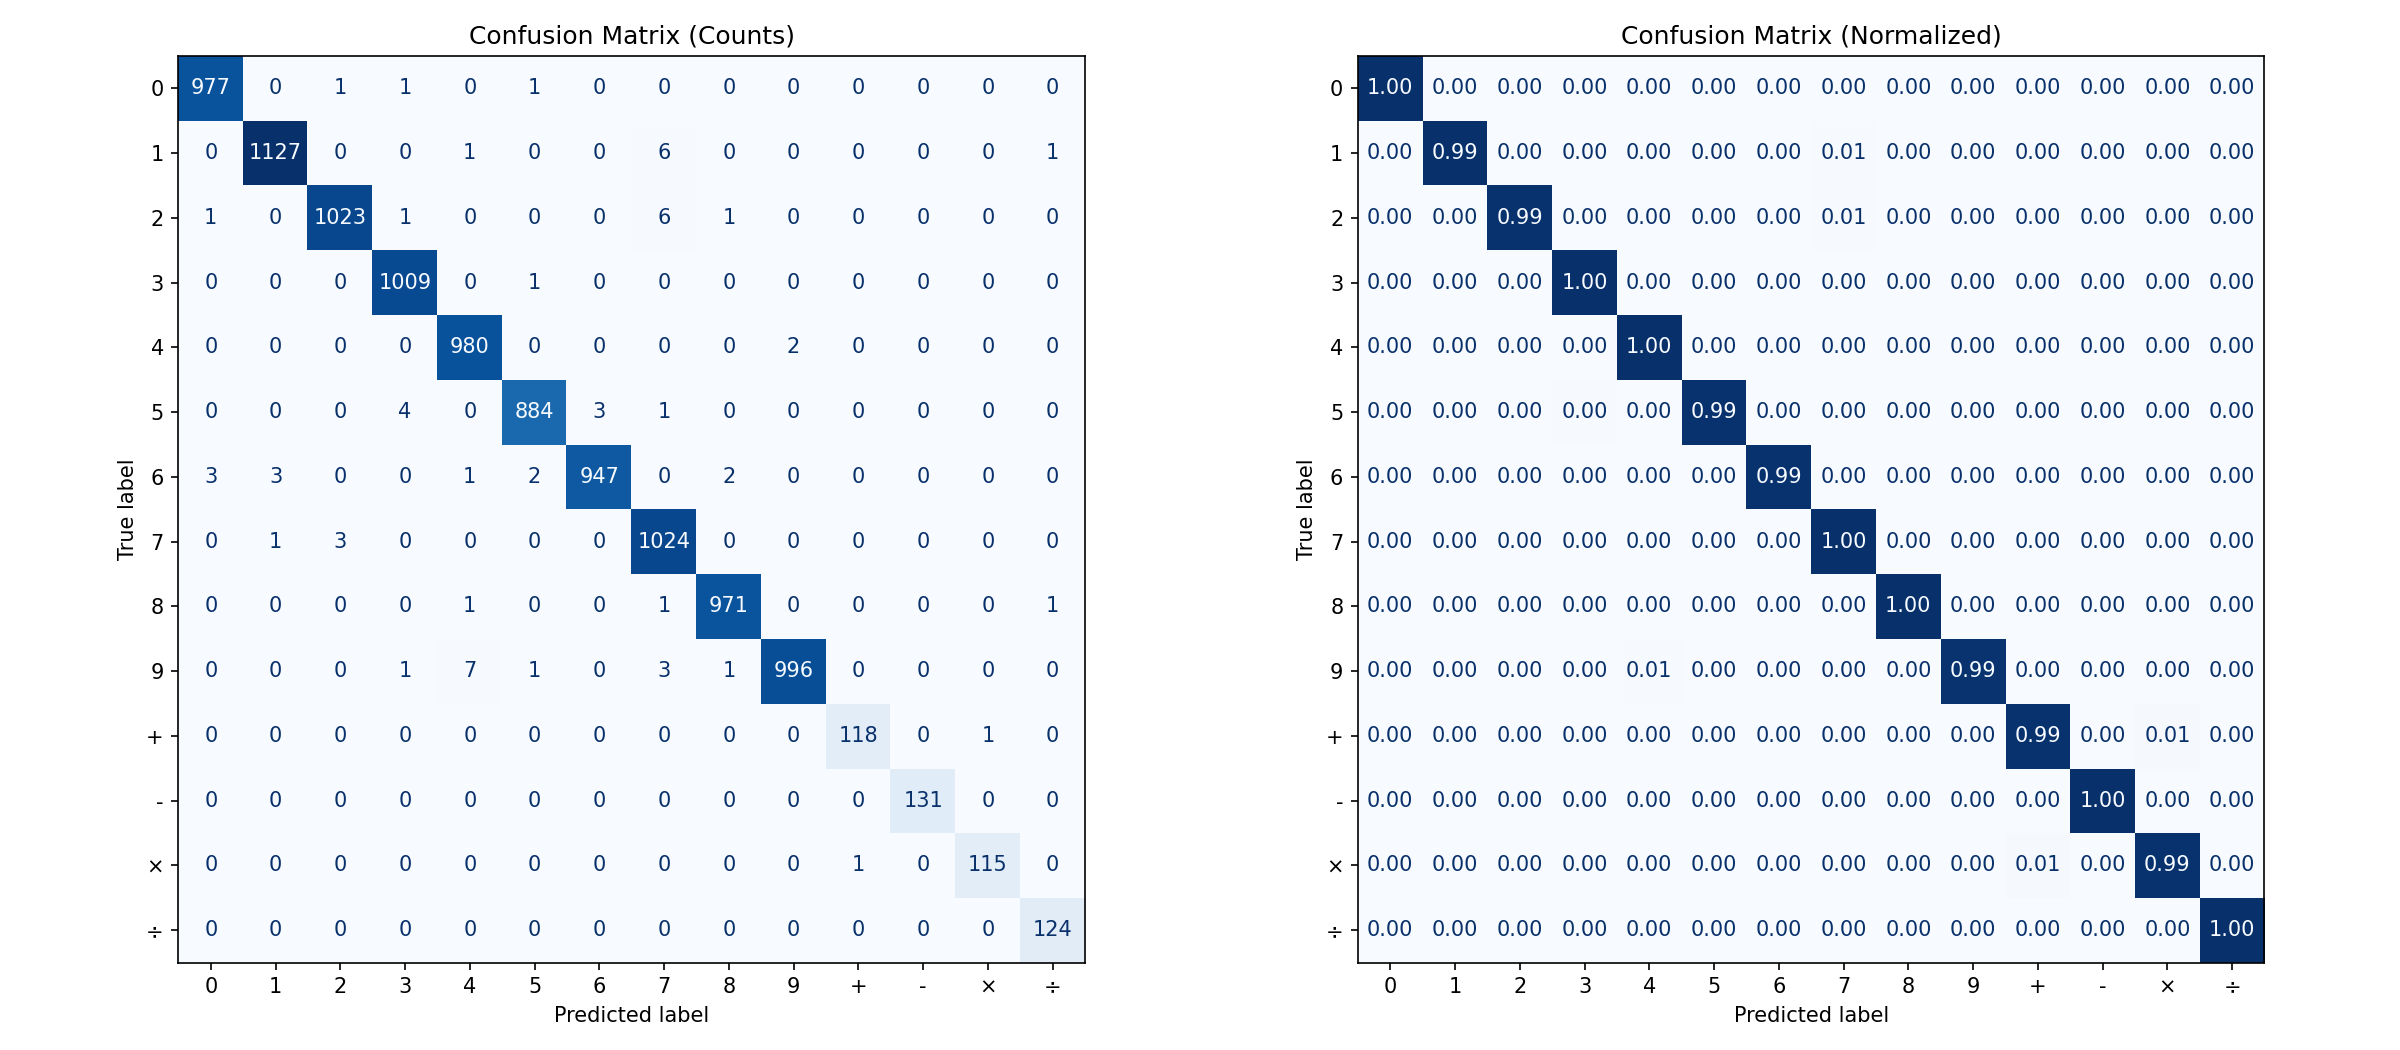 Confusion Matrix (Counts)
True label
0 977 0 1 1 0 1 0 0 0 0 0 0 0 0
1 0 1127 0 0 1 0 0 6 0 0 0 0 0 1
2 1 0 1023 1 0 0 0 6 1 0 0 0 0 0
3 0 0 0 1009 0 1 0 0 0 0 0 0 0 0
4 0 0 0 0 980 0 0 0 0 2 0 0 0 0
5 0 0 0 4 0 884 3 1 0 0 0 0 0 0
6 3 3 0 0 1 2 947 0 2 0 0 0 0 0
7 0 1 3 0 0 0 0 1024 0 0 0 0 0 0
8 0 0 0 0 1 0 0 1 971 0 0 0 0 1
9 0 0 0 1 7 1 0 3 1 996 0 0 0 0
+ 0 0 0 0 0 0 0 0 0 0 118 0 1 0
- 0 0 0 0 0 0 0 0 0 0 0 131 0 0
× 0 0 0 0 0 0 0 0 0 0 1 0 115 0
÷ 0 0 0 0 0 0 0 0 0 0 0 0 0 124
0 1 2 3 4 5 6 7 8 9 + - × ÷
Predicted label
Confusion Matrix (Normalized)
True label
0 1.00 0.00 0.00 0.00 0.00 0.00 0.00 0.00 0.00 0.00 0.00 0.00 0.00 0.00
1 0.00 0.99 0.00 0.00 0.00 0.00 0.00 0.01 0.00 0.00 0.00 0.00 0.00 0.00
2 0.00 0.00 0.99 0.00 0.00 0.00 0.00 0.01 0.00 0.00 0.00 0.00 0.00 0.00
3 0.00 0.00 0.00 1.00 0.00 0.00 0.00 0.00 0.00 0.00 0.00 0.00 0.00 0.00
4 0.00 0.00 0.00 0.00 1.00 0.00 0.00 0.00 0.00 0.00 0.00 0.00 0.00 0.00
5 0.00 0.00 0.00 0.00 0.00 0.99 0.00 0.00 0.00 0.00 0.00 0.00 0.00 0.00
6 0.00 0.00 0.00 0.00 0.00 0.00 0.99 0.00 0.00 0.00 0.00 0.00 0.00 0.00
7 0.00 0.00 0.00 0.00 0.00 0.00 0.00 1.00 0.00 0.00 0.00 0.00 0.00 0.00
8 0.00 0.00 0.00 0.00 0.00 0.00 0.00 0.00 1.00 0.00 0.00 0.00 0.00 0.00
9 0.00 0.00 0.00 0.00 0.01 0.00 0.00 0.00 0.00 0.99 0.00 0.00 0.00 0.00
+ 0.00 0.00 0.00 0.00 0.00 0.00 0.00 0.00 0.00 0.00 0.99 0.00 0.01 0.00
- 0.00 0.00 0.00 0.00 0.00 0.00 0.00 0.00 0.00 0.00 0.00 1.00 0.00 0.00
× 0.00 0.00 0.00 0.00 0.00 0.00 0.00 0.00 0.00 0.00 0.01 0.00 0.99 0.00
÷ 0.00 0.00 0.00 0.00 0.00 0.00 0.00 0.00 0.00 0.00 0.00 0.00 0.00 1.00
0 1 2 3 4 5 6 7 8 9 + - × ÷
Predicted label